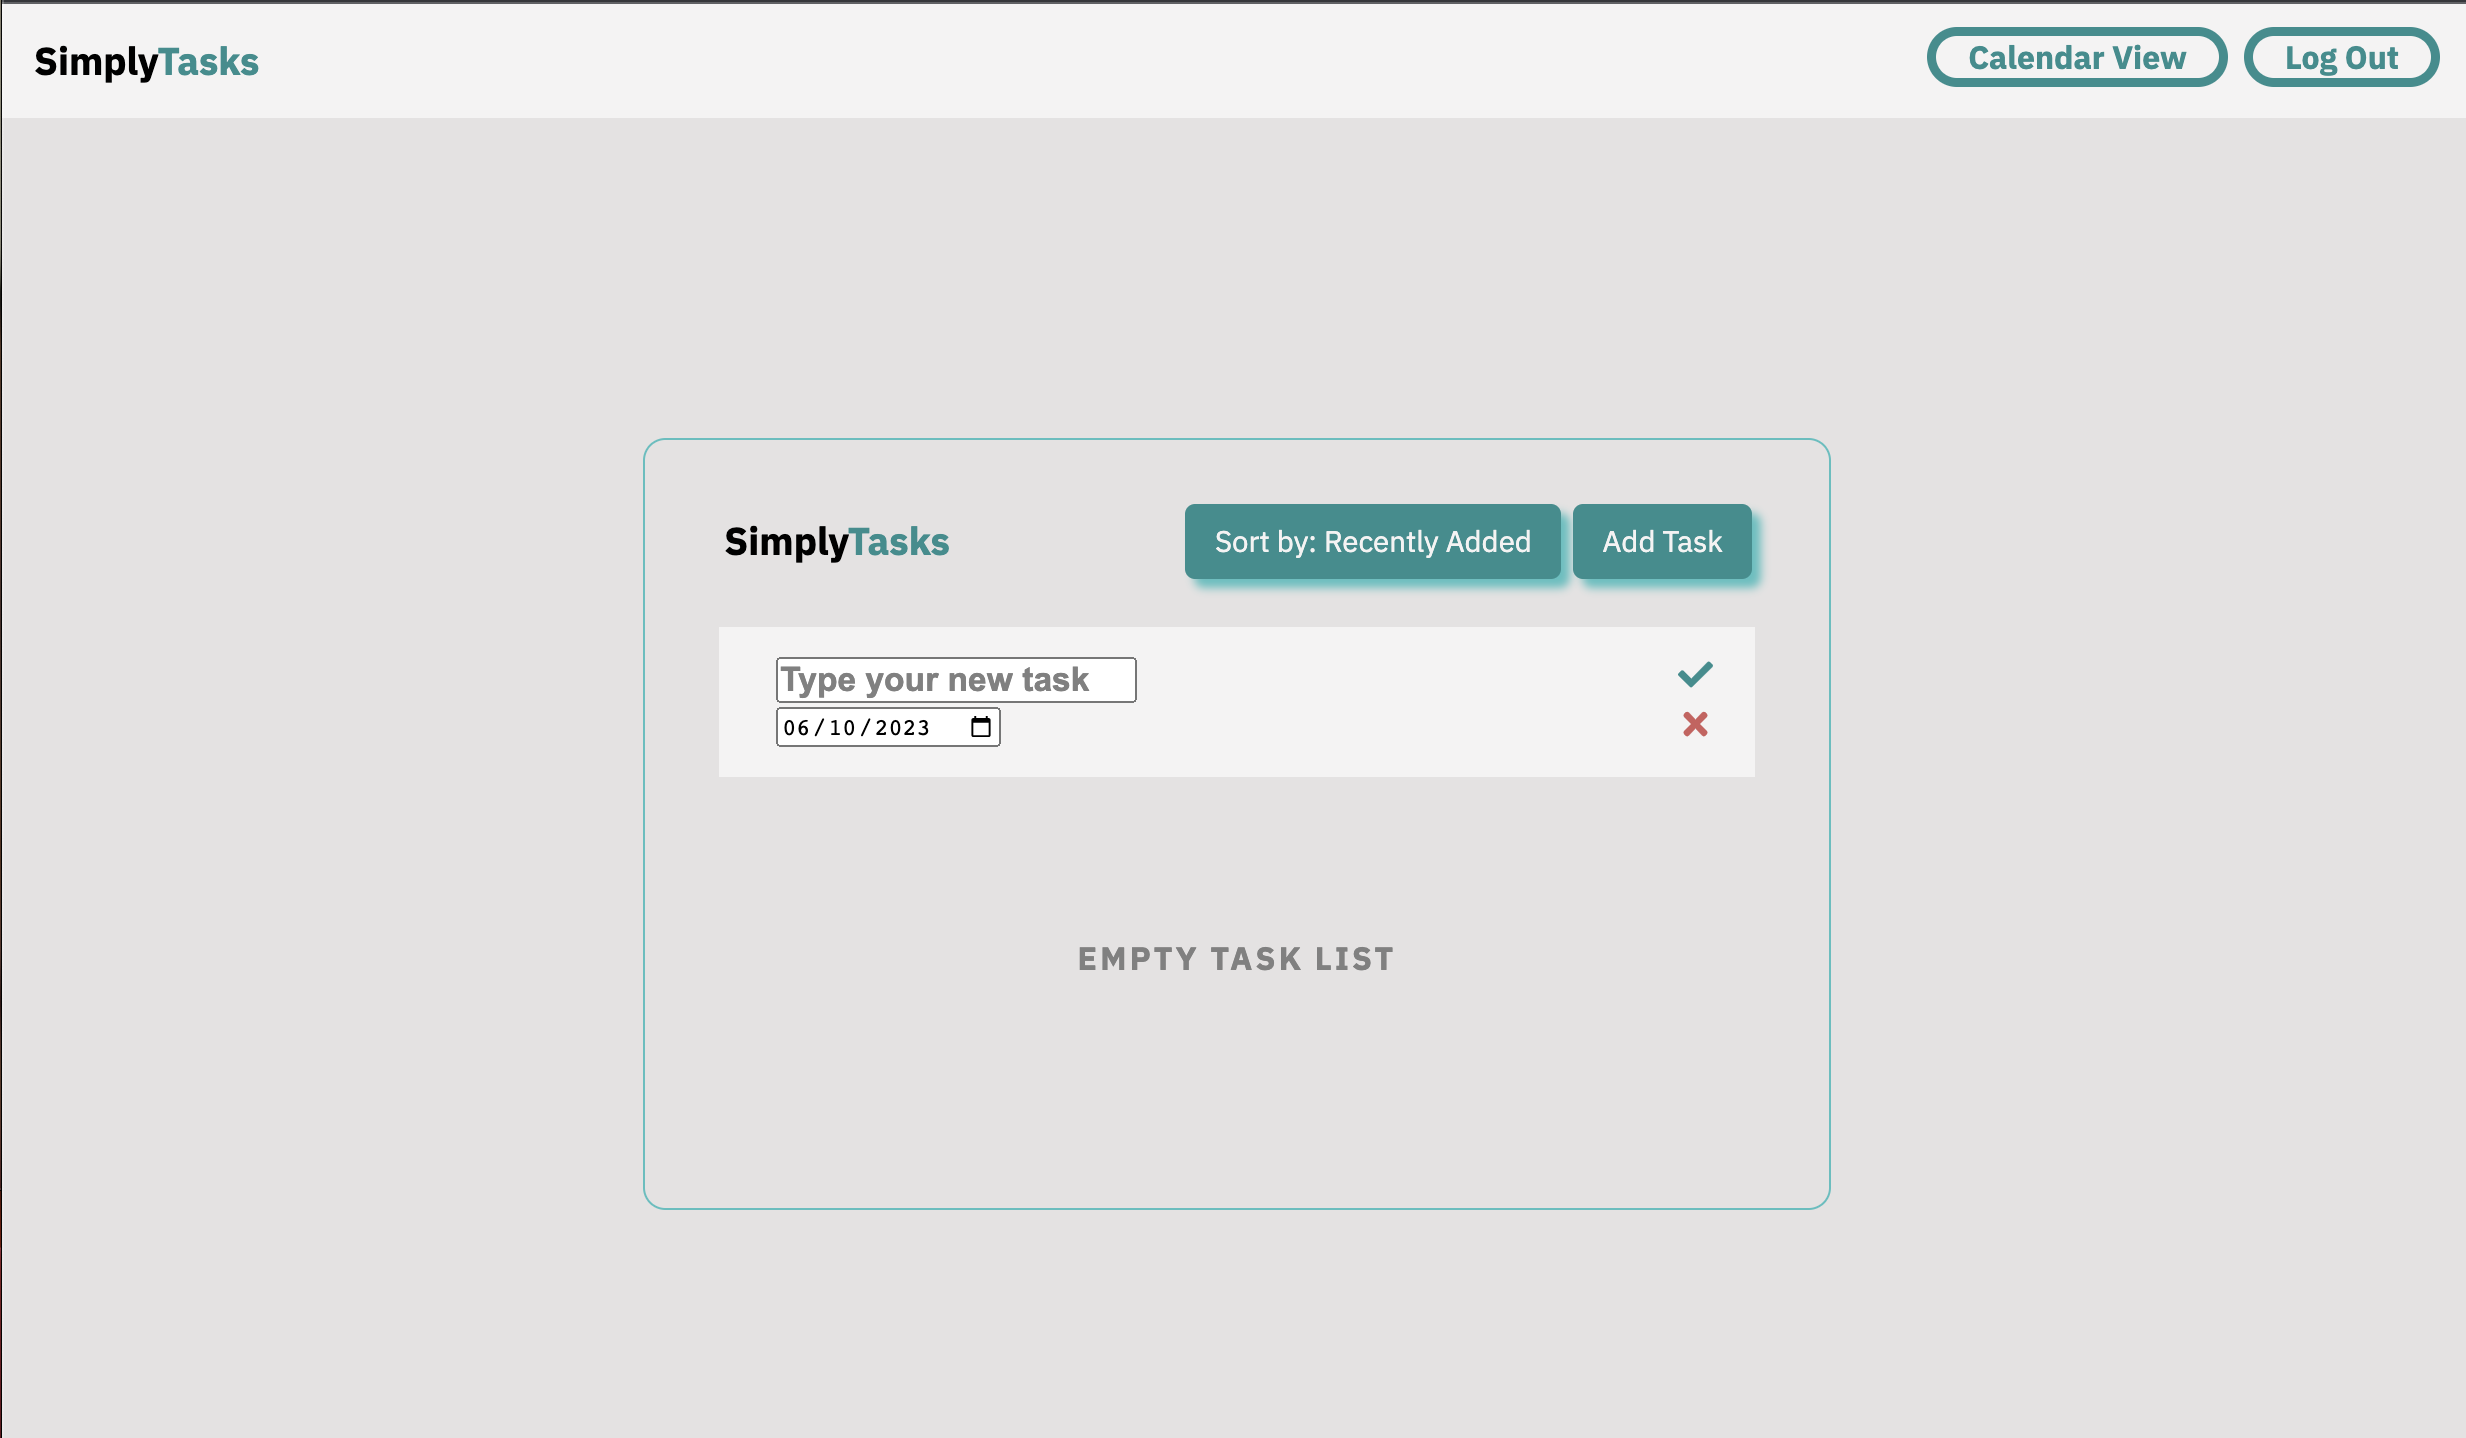 SimplyTasks
Calendar View
Log Out
SimplyTasks
Sort by: Recently Added
Add Task
Type your new task
06/10/2023
EMPTY TASK LIST